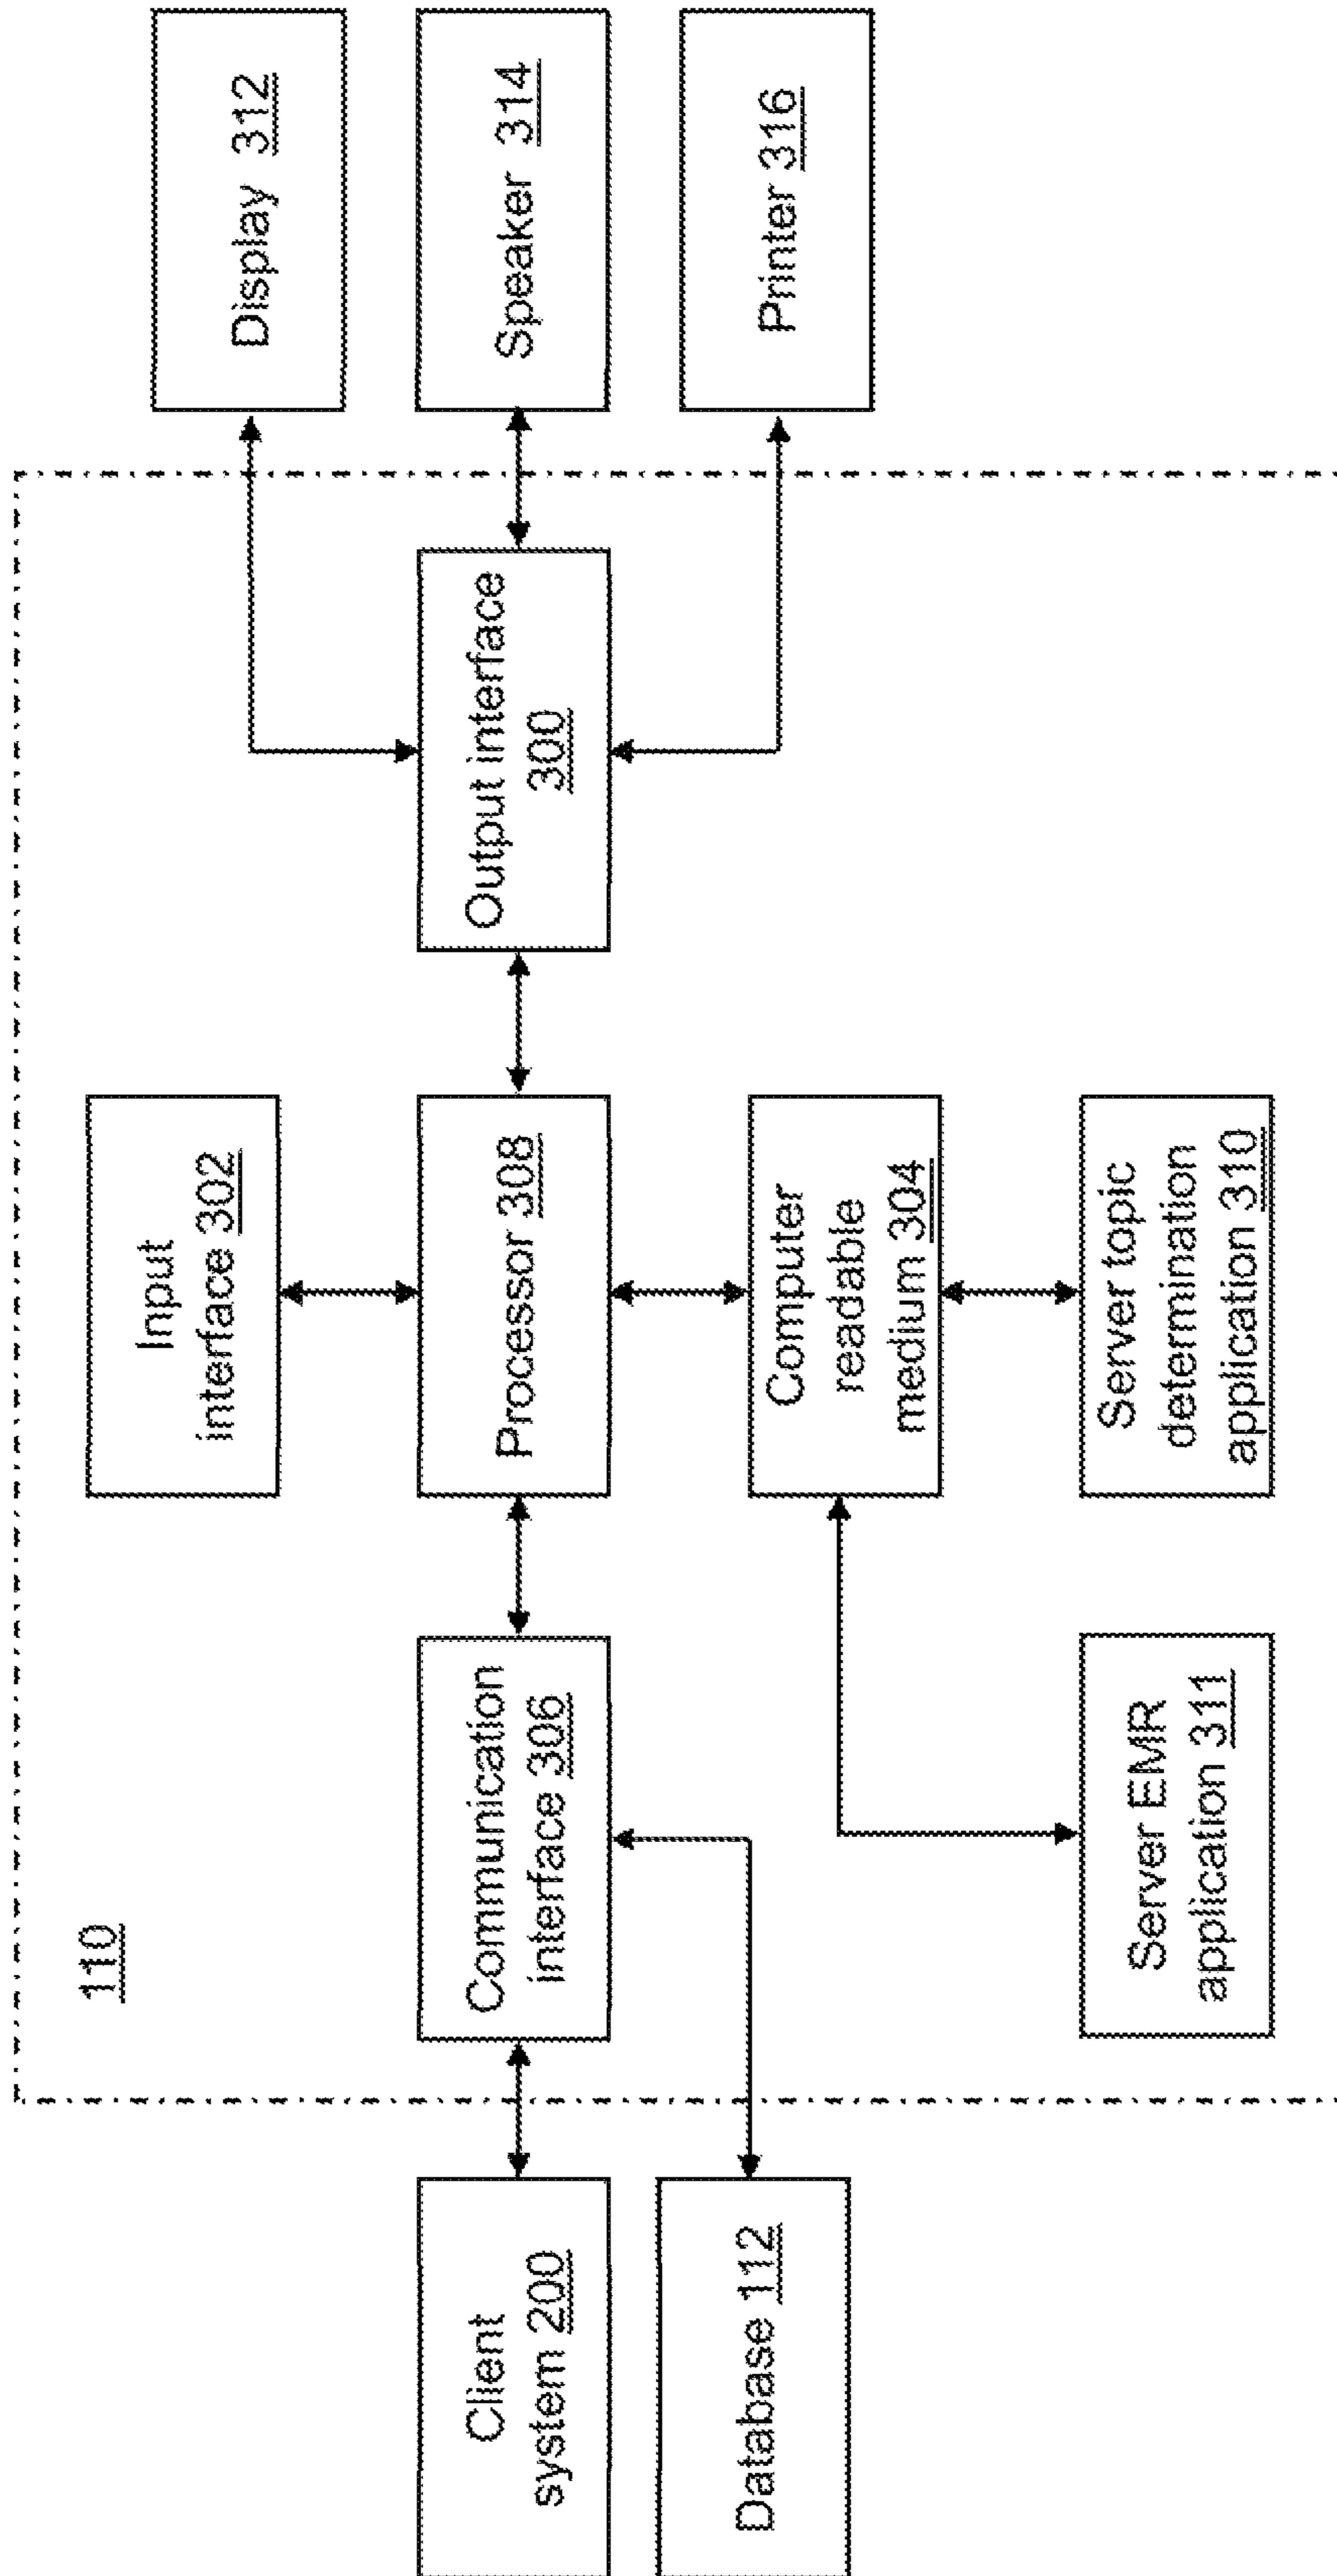 110
Client
system 200
Database 112
Communication
interface 306
Server EMR
application 311
Input
interface 302
Processor 308
Computer
readable
medium 304
Server topic
determination
application 310
Output interface
300
Display 312
Speaker 314
Printer 316